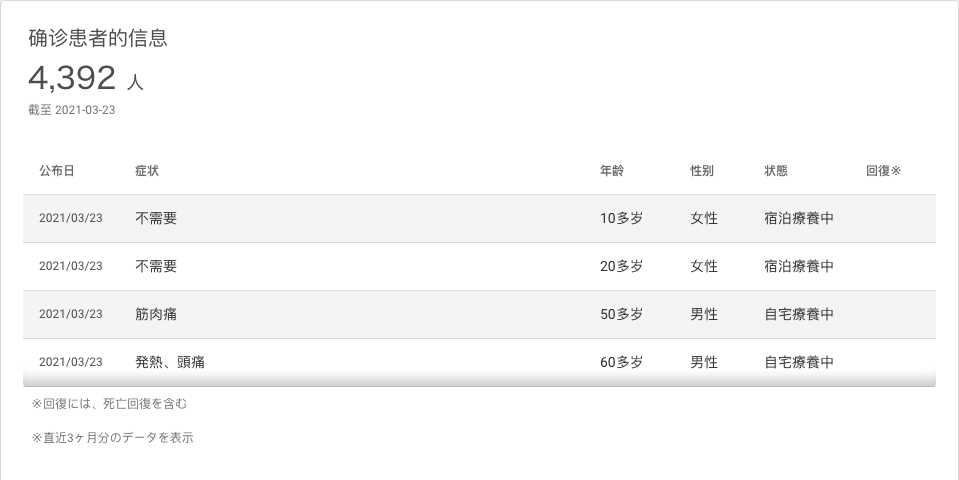 确诊患者的信息
4,392 人
截至 2021-03-23
公布日 症状 年龄 性别 状態 回復※
2021/03/23 不需要 10多岁 女性 宿泊療養中
2021/03/23 不需要 20多岁 女性 宿泊療養中
2021/03/23 筋肉痛 50多岁 男性 自宅療養中
2021/03/23 発熱、頭痛 60多岁 男性 自宅療養中
※回復には、死亡回復を含む
※直近3ヶ月分のデータを表示